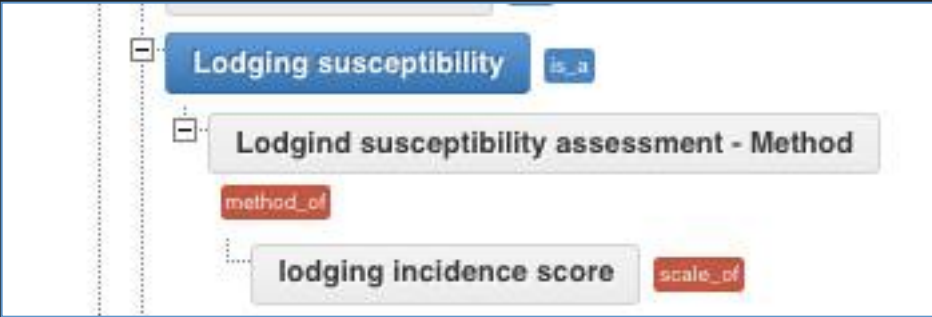 Lodging susceptibility is_a
Lodgind susceptibility assessment - Method
method_of
lodging incidence score scale_of